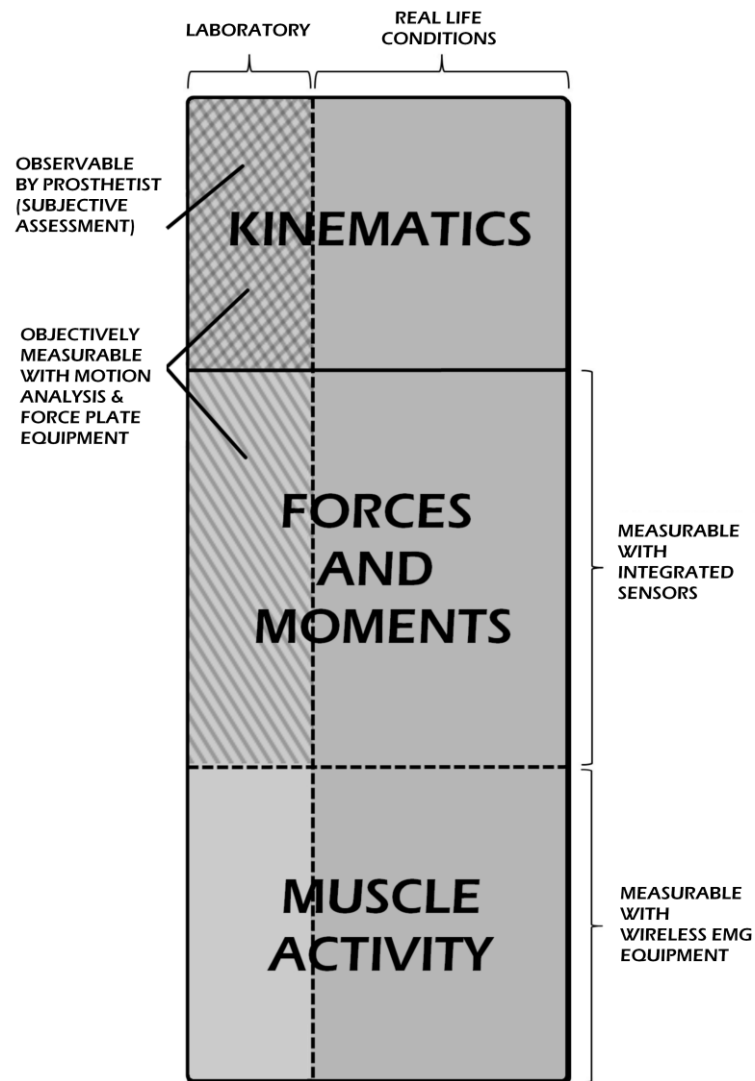 LABORATORY
REAL LIFE
CONDITIONS
OBSERVABLE
BY PROSTHETIST
(SUBJECTIVE
ASSESSMENT)
KINEMATICS
OBJECTIVELY
MEASURABLE
WITH MOTION
ANALYSIS &
FORCE PLATE
EQUIPMENT
FORCES
AND
MOMENTS
MEASURABLE
WITH
INTEGRATED
SENSORS
MUSCLE
ACTIVITY
MEASURABLE
WITH
WIRELESS EMG
EQUIPMENT